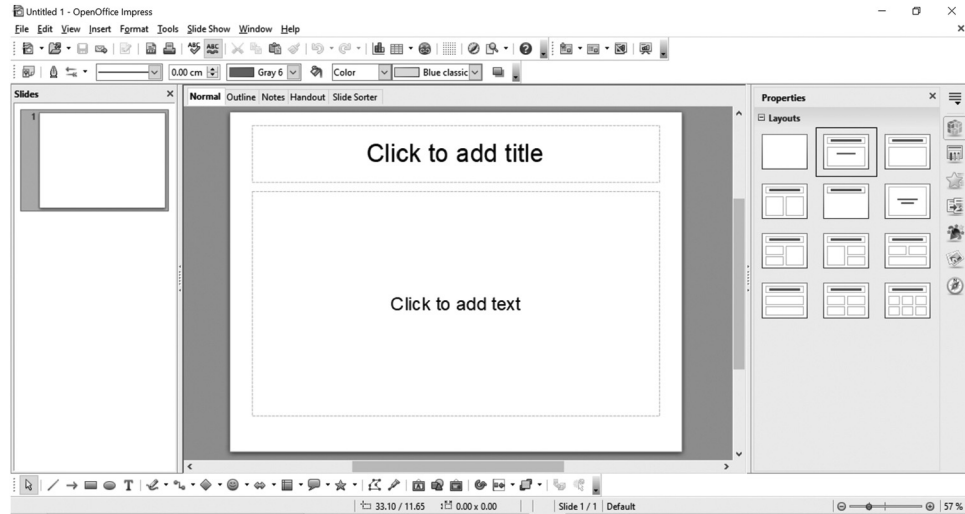 Untitled 1 - OpenOffice Impress
File Edit View Insert Format Tools Slide Show Window Help
0.00 cm Gray 6 Color Blue classic
Slides
Normal Outline Notes Handout Slide Sorter
Properties
Layouts
1
Click to add title
Click to add text
33.10 / 11.65 0.00 x 0.00 Slide 1 / 1 Default 57 %